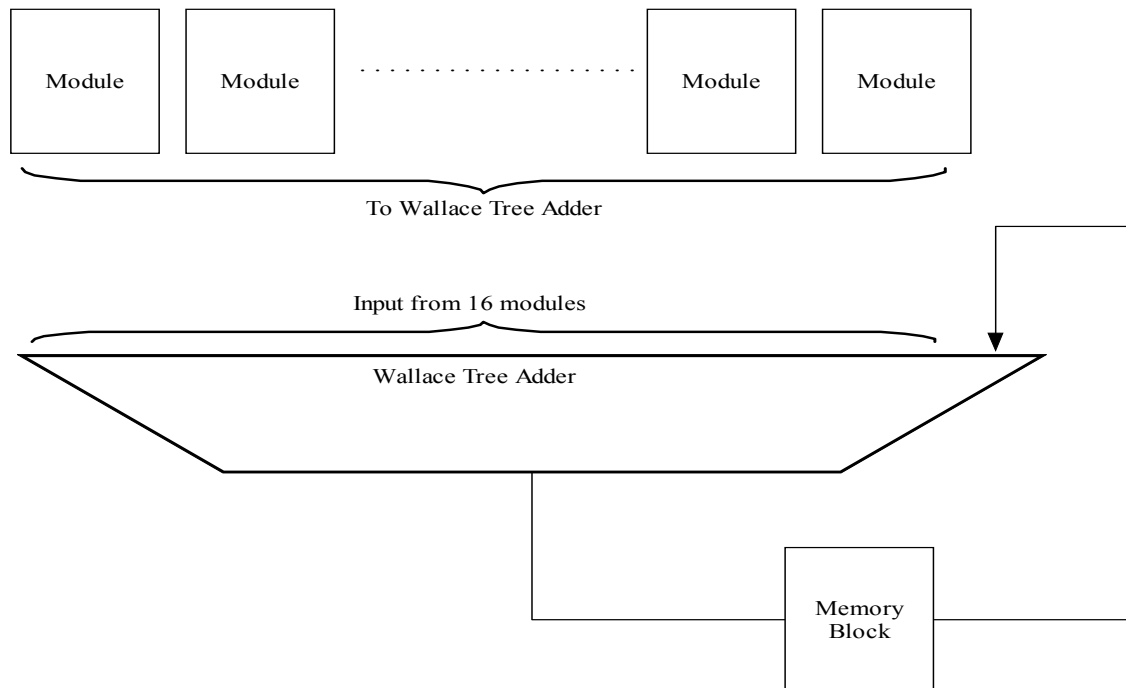 Module
Module
Module
Module
To Wallace Tree Adder
Input from 16 modules
Wallace Tree Adder
Memory
Block